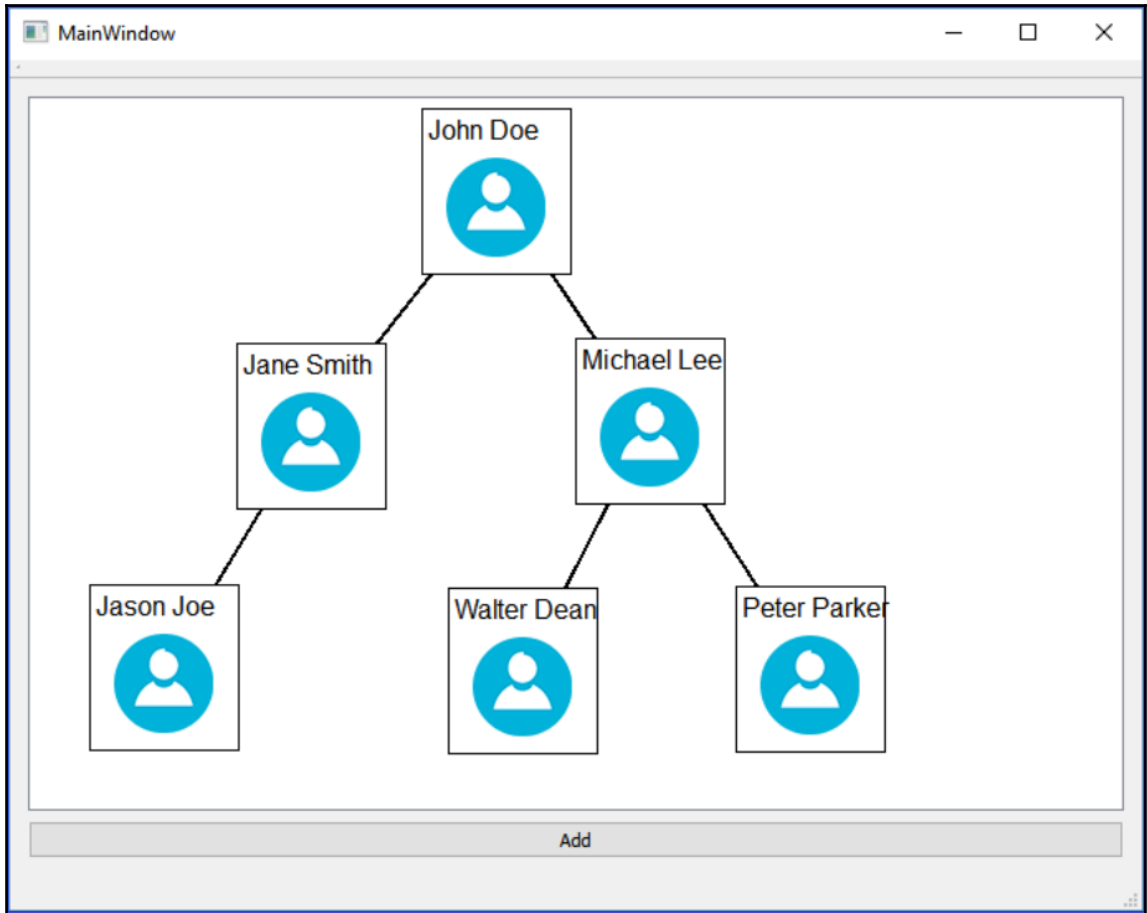 MainWindow
John Doe
Jane Smith
Michael Lee
Jason Joe
Walter Dean
Peter Parker
Add